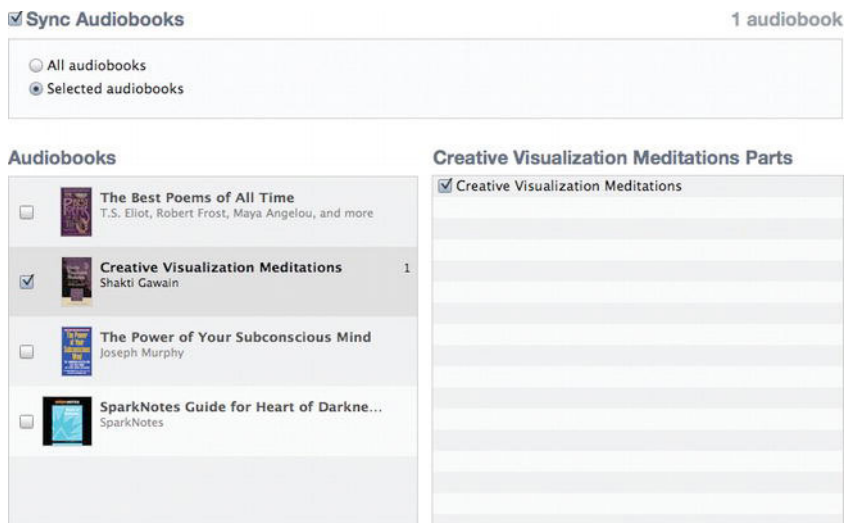 Sync Audiobooks
1 audiobook
All audiobooks
Selected audiobooks
Audiobooks
The Best Poems of All Time
T.S. Eliot, Robert Frost, Maya Angelou, and more
Creative Visualization Meditations 1
Shakti Gawain
The Power of Your Subconscious Mind
Joseph Murphy
SparkNotes Guide for Heart of Darkne...
SparkNotes
Creative Visualization Meditations Parts
Creative Visualization Meditations